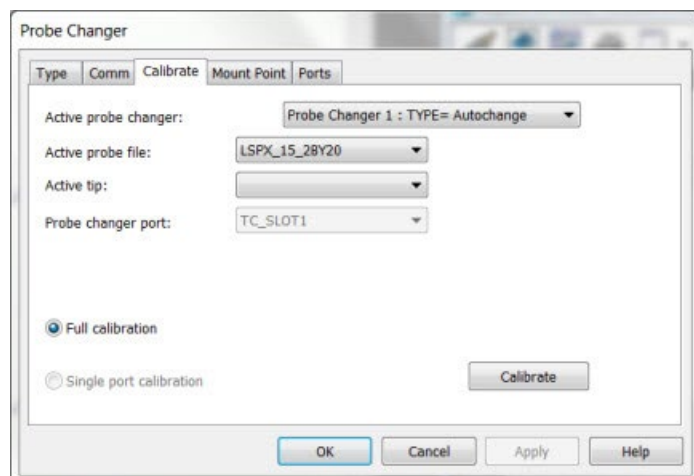 Probe Changer
Type Comm Calibrate Mount Point Ports
Active probe changer: Probe Changer 1 : TYPE= Autochange
Active probe file: LSPX_15_28Y20
Active tip:
Probe changer port: TC_SLOT1
Full calibration
Single port calibration
Calibrate
OK Cancel Apply Help